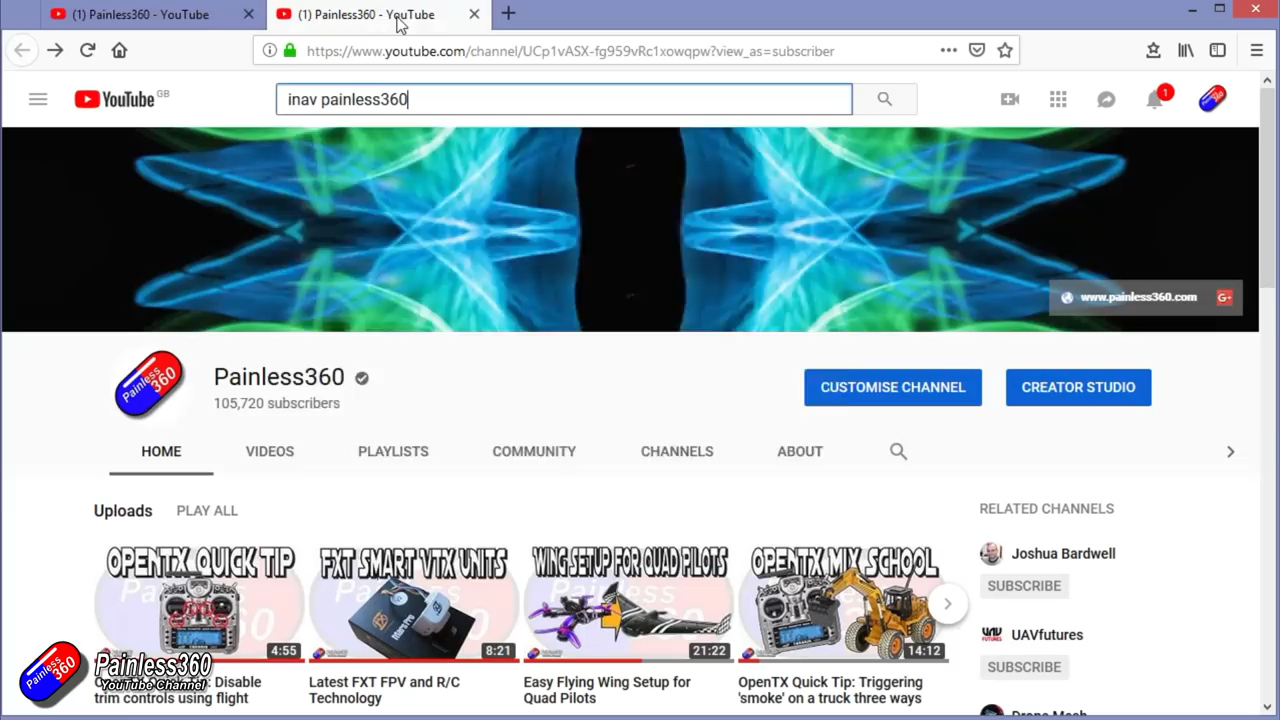 (1) Painless360 - YouTube
(1) Painless360 - YouTube
https://www.youtube.com/channel/UCp1vASX-fg959vRc1xowqpw?view_as=subscriber
YouTube GB
inav painless360
1
www.painless360.com
G+
Painless 360
Painless360
105,720 subscribers
CUSTOMISE CHANNEL
CREATOR STUDIO
HOME
VIDEOS
PLAYLISTS
COMMUNITY
CHANNELS
ABOUT
Uploads
PLAY ALL
RELATED CHANNELS
OPENTX QUICK TIP
FXT SMART VTX UNITS
WING SETUP FOR QUAD PILOTS
OPENTX MIX SCHOOL
4:55
8:21
21:22
14:12
Disable
trim controls using flight
Latest FXT FPV and R/C
Technology
Easy Flying Wing Setup for
Quad Pilots
OpenTX Quick Tip: Triggering
'smoke' on a truck three ways
Joshua Bardwell
SUBSCRIBE
UAVfutures
SUBSCRIBE
Painless 360
Painless360
YouTube Channel